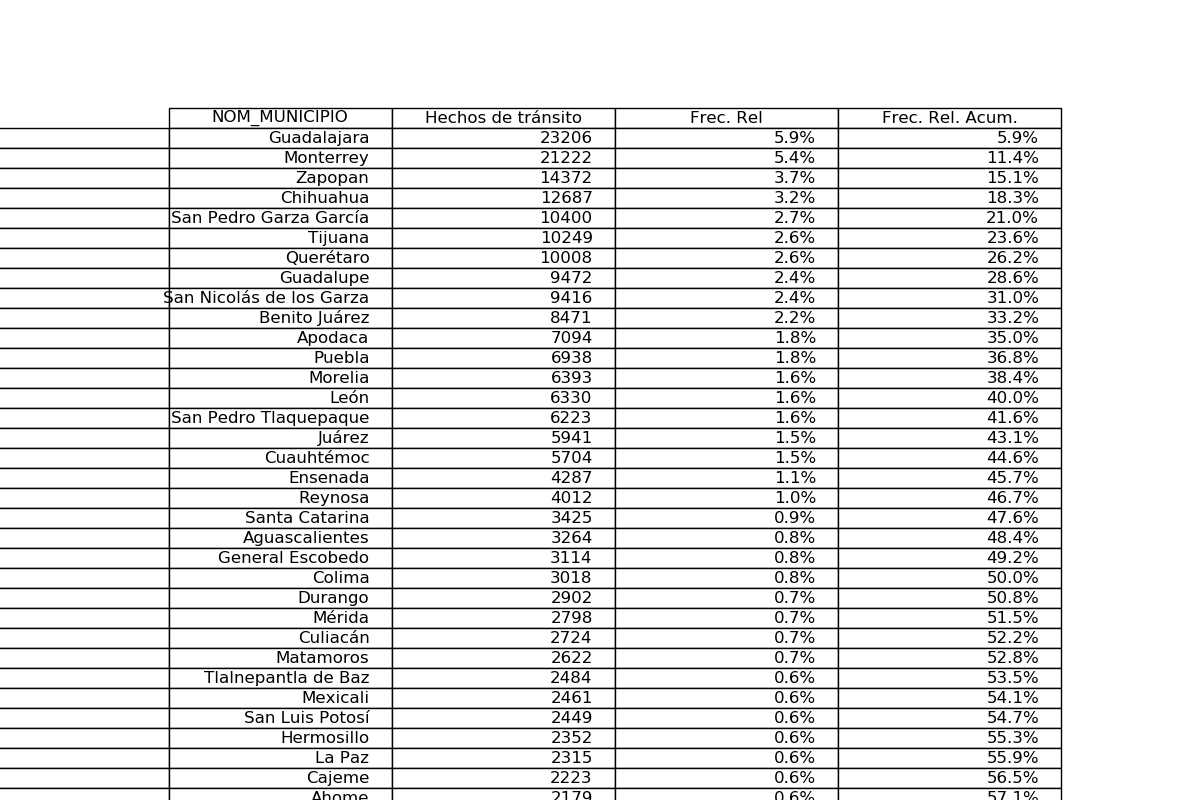 NOM_MUNICIPIO Hechos de tránsito Frec. Rel Frec. Rel. Acum.
Guadalajara 23206 5.9% 5.9%
Monterrey 21222 5.4% 11.4%
Zapopan 14372 3.7% 15.1%
Chihuahua 12687 3.2% 18.3%
San Pedro Garza García 10400 2.7% 21.0%
Tijuana 10249 2.6% 23.6%
Querétaro 10008 2.6% 26.2%
Guadalupe 9472 2.4% 28.6%
San Nicolás de los Garza 9416 2.4% 31.0%
Benito Juárez 8471 2.2% 33.2%
Apodaca 7094 1.8% 35.0%
Puebla 6938 1.8% 36.8%
Morelia 6393 1.6% 38.4%
León 6330 1.6% 40.0%
San Pedro Tlaquepaque 6223 1.6% 41.6%
Juárez 5941 1.5% 43.1%
Cuauhtémoc 5704 1.5% 44.6%
Ensenada 4287 1.1% 45.7%
Reynosa 4012 1.0% 46.7%
Santa Catarina 3425 0.9% 47.6%
Aguascalientes 3264 0.8% 48.4%
General Escobedo 3114 0.8% 49.2%
Colima 3018 0.8% 50.0%
Durango 2902 0.7% 50.8%
Mérida 2798 0.7% 51.5%
Culiacán 2724 0.7% 52.2%
Matamoros 2622 0.7% 52.8%
Tlalnepantla de Baz 2484 0.6% 53.5%
Mexicali 2461 0.6% 54.1%
San Luis Potosí 2449 0.6% 54.7%
Hermosillo 2352 0.6% 55.3%
La Paz 2315 0.6% 55.9%
Cajeme 2223 0.6% 56.5%
Ahome 2179 0.6% 57.1%